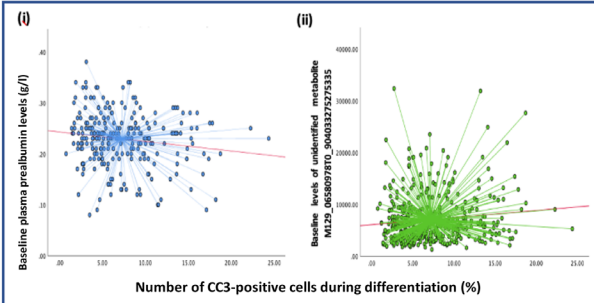 (i)
(ii)
Baseline plasma prealbumin levels (g/l)
.40
.30
.20
.10
.00
.00 5.00 10.00 15.00 20.00 25.00
Baseline levels of unidentified metabolite
M129_06580978T0_904033275275335
40000.00
30000.00
20000.00
10000.00
.00
.00 5.00 10.00 15.00 20.00 25.00
Number of CC3-positive cells during differentiation (%)